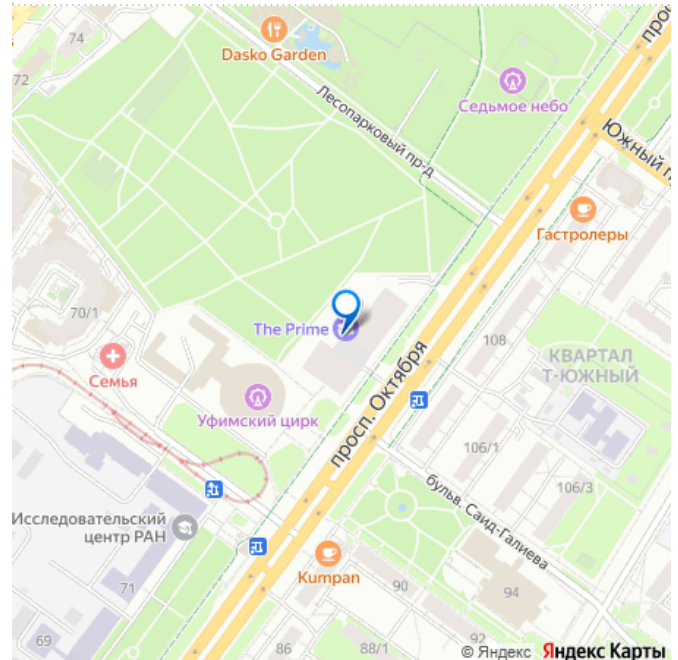 74
72
Dasko Garden
просп
Седьмое небо
Лесопарковый пр-д
Южный п
Гастролеры
70/1
The Prime
108
КВАРТАЛ
Т-ЮЖНЫЙ
Семья
Уфимский цирк
просп. Октября
106/1
106/3
бульв. Саид-Галиева
Исследовательский
центр РАН
71
Kumpan
90
94
69
86
88/1
92
© Яндекс Яндекс Карты